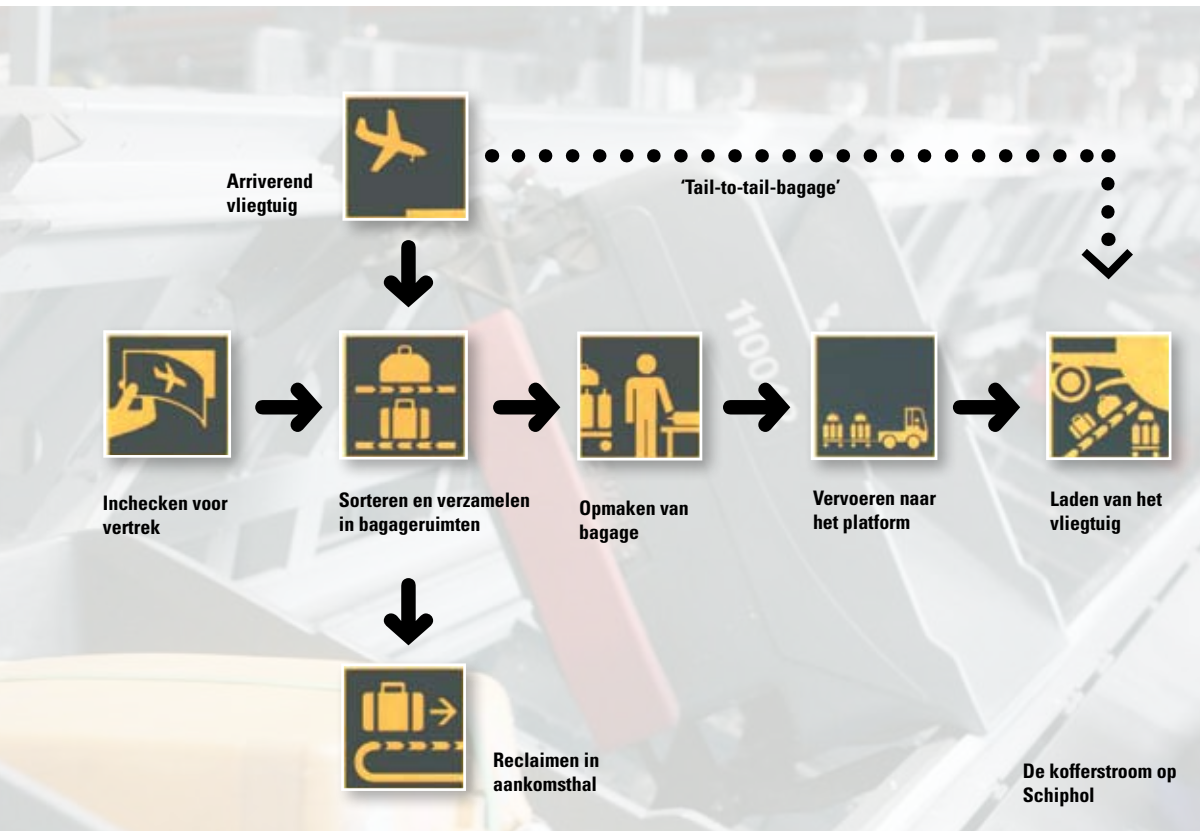 Arriverend
vliegtuig
'Tail-to-tail-bagage'
1100
Inchecken voor
vertrek
Sorteren en verzamelen
in bagageruimten
Opmaken van
bagage
Vervoeren naar
het platform
Laden van het
vliegtuig
Reclaimen in
aankomsthal
De kofferstroom op
Schiphol